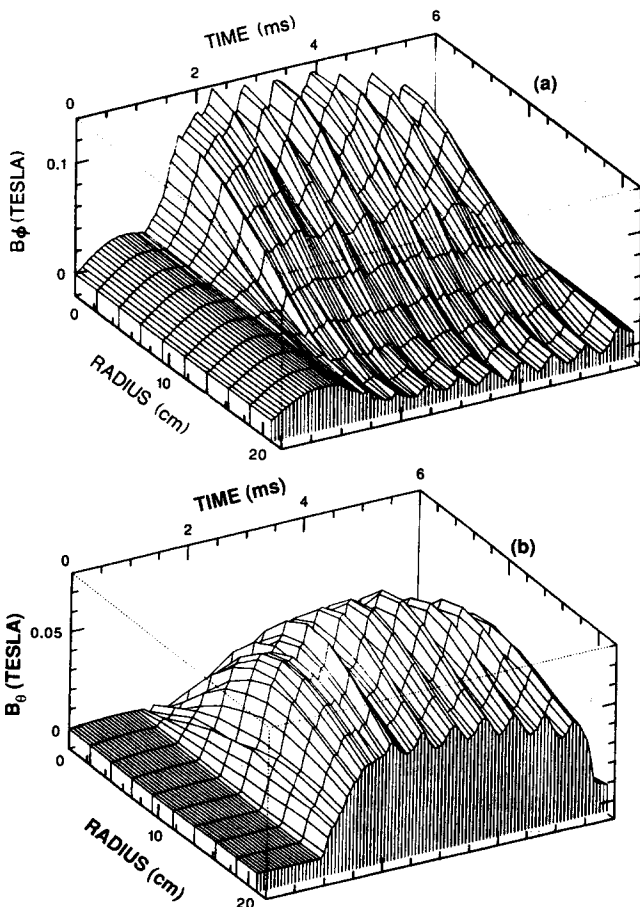 TIME (ms)
0
2
4
6
(a)
0.1
0
Bϕ (TESLA)
0
10
20
RADIUS (cm)
TIME (ms)
0
2
4
6
(b)
0.05
0
Bθ (TESLA)
0
10
20
RADIUS (cm)